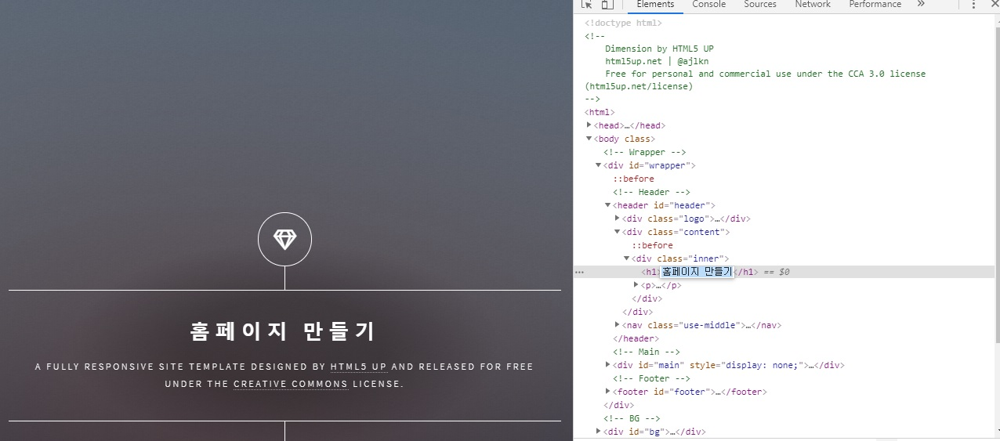 홈페이지 만들기
A FULLY RESPONSIVE SITE TEMPLATE DESIGNED BY HTML5 UP AND RELEASED FOR FREE
UNDER THE CREATIVE COMMONS LICENSE.
Elements Console Sources Network Performance »
<!doctype html>
<!--
Dimension by HTML5 UP
html5up.net | @ajlkn
Free for personal and commercial use under the CCA 3.0 license
(html5up.net/license)
-->
<html>
<head>…</head>
<body class>
<!-- Wrapper -->
<div id="wrapper">
::before
<!-- Header -->
<header id="header">
<div class="logo">…</div>
<div class="content">
::before
<div class="inner">
<h1>홈페이지 만들기</h1> == $0
<p>…</p>
</div>
</div>
<nav class="use-middle">…</nav>
</header>
<!-- Main -->
<div id="main" style="display: none;">…</div>
<!-- Footer -->
<footer id="footer">…</footer>
</div>
<!-- BG -->
<div id="bg">…</div>